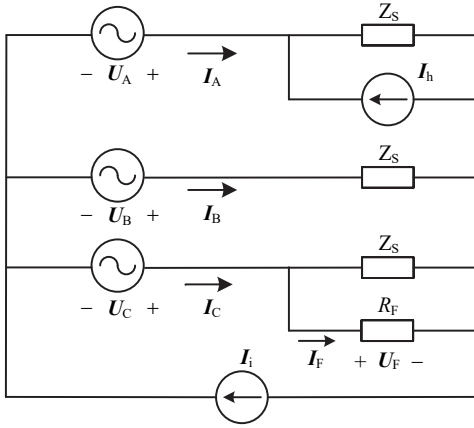 Z_S
− U_A +
I_A
I_h
Z_S
− U_B +
I_B
Z_S
− U_C +
I_C
R_F
I_i
I_F
+ U_F −